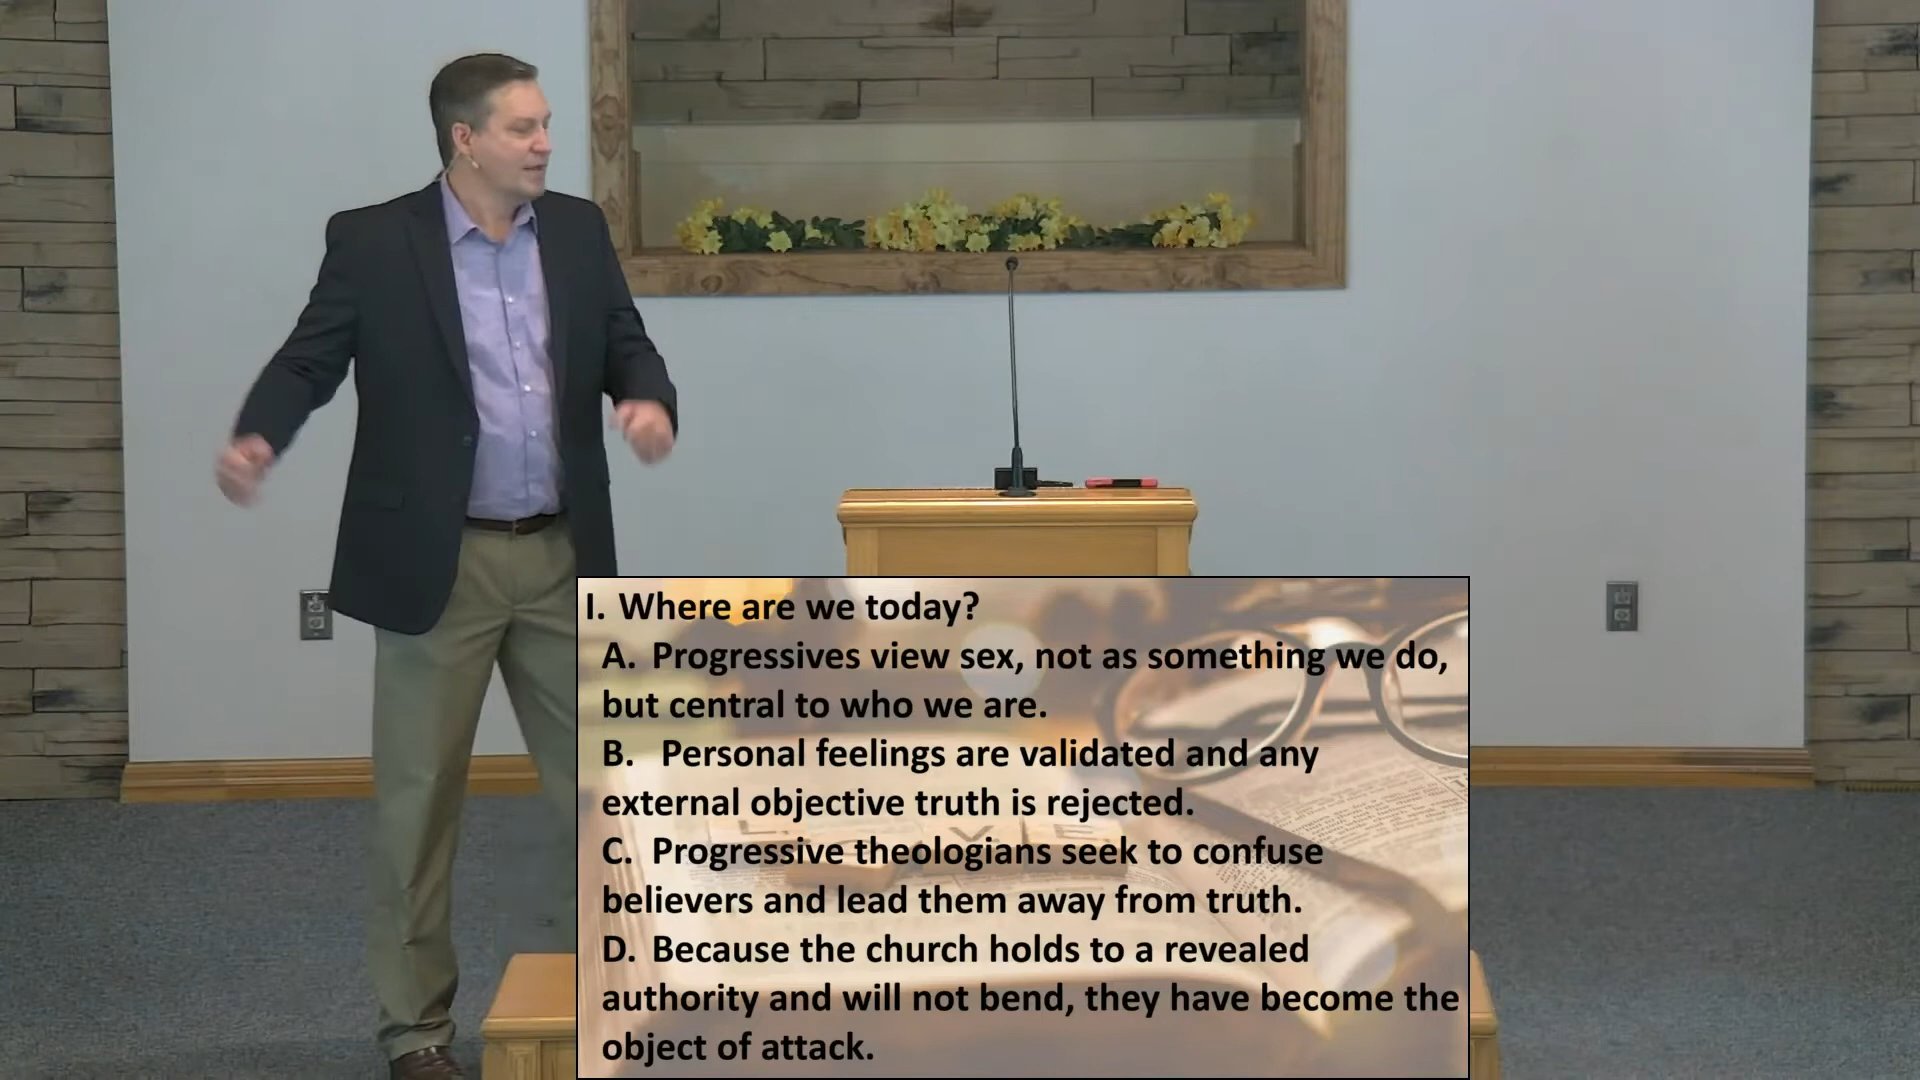 I. Where are we today?
A. Progressives view sex, not as something we do,
but central to who we are.
B. Personal feelings are validated and any
external objective truth is rejected.
C. Progressive theologians seek to confuse
believers and lead them away from truth.
D. Because the church holds to a revealed
authority and will not bend, they have become the
object of attack.